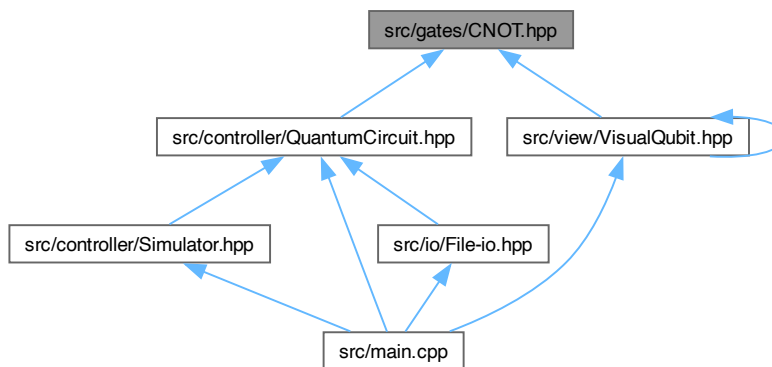 src/gates/CNOT.hpp
src/controller/QuantumCircuit.hpp
src/view/VisualQubit.hpp
src/controller/Simulator.hpp
src/io/File-io.hpp
src/main.cpp